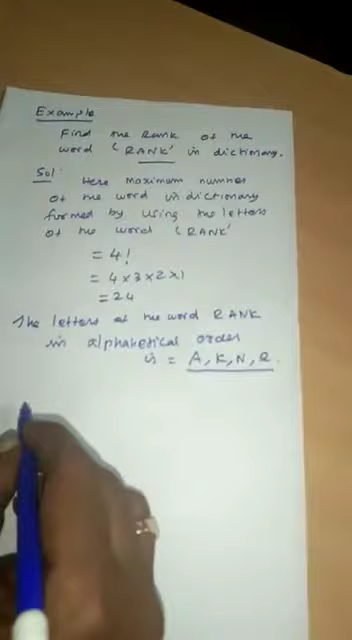 Example
Find the Rank of the
word 'RANK' in dictionary.
Sol:
Here maximum number
of the word in dictionary
formed by using the letters
of the word 'RANK'
= 4!
= 4×3×2×1
= 24
The letters of the word RANK
in alphabetical order
is = A, K, N, R.